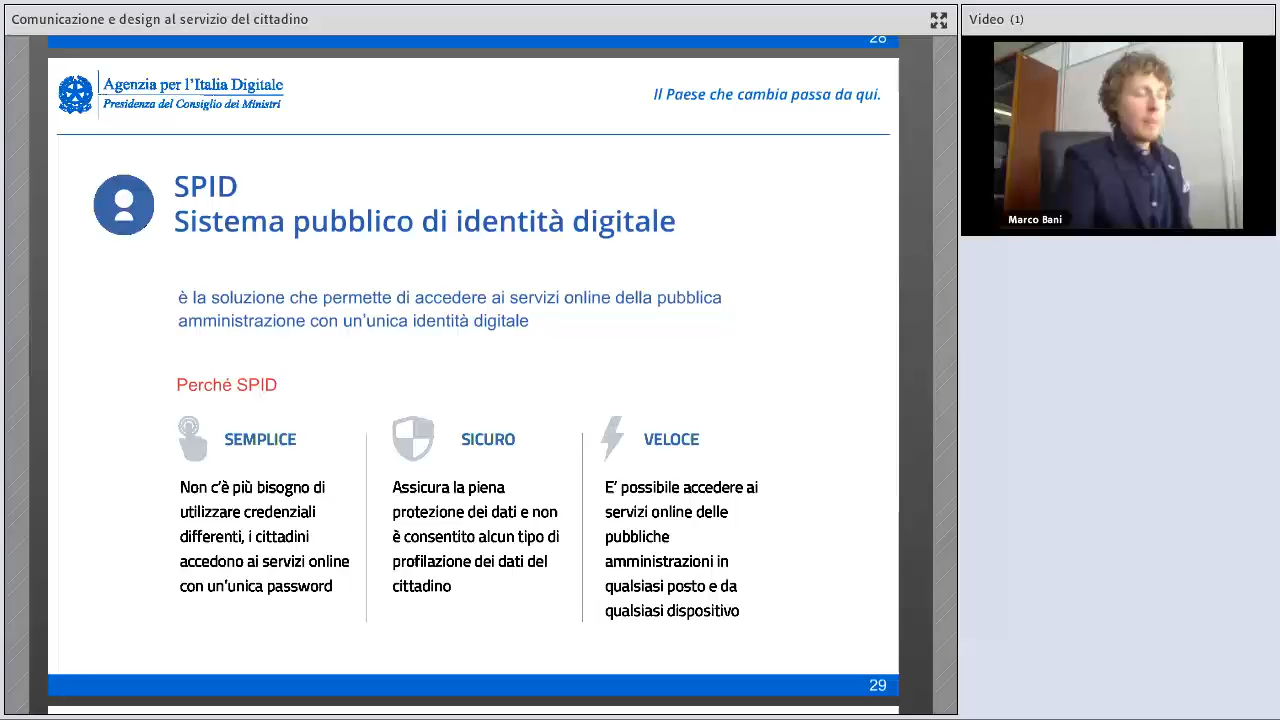 Comunicazione e design al servizio del cittadino
Video (1)
28
Agenzia per l'Italia Digitale
Presidenza del Consiglio dei Ministri
Il Paese che cambia passa da qui.
Marco Bani
SPID
Sistema pubblico di identità digitale
è la soluzione che permette di accedere ai servizi online della pubblica
amministrazione con un'unica identità digitale
Perché SPID
SEMPLICE
Non c'è più bisogno di
utilizzare credenziali
differenti, i cittadini
accedono ai servizi online
con un'unica password
SICURO
Assicura la piena
protezione dei dati e non
è consentito alcun tipo di
profilazione dei dati del
cittadino
VELOCE
E' possibile accedere ai
servizi online delle
pubbliche
amministrazioni in
qualsiasi posto e da
qualsiasi dispositivo
29